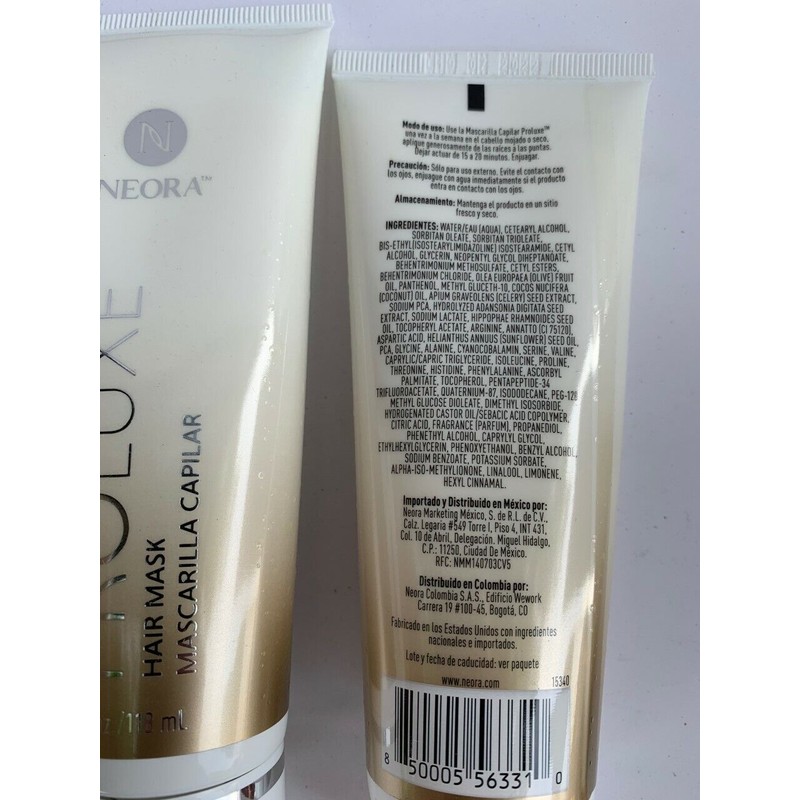 N
NEORA™
OLUXE
HAIR MASK
MASCARILLA CAPILAR
z./118 mL
Modo de uso: Use la Mascarilla Capilar Proluxe™
una vez a la semana en el cabello mojado o seco,
aplique generosamente de las raíces a las puntas.
Dejar actuar de 15 a 20 minutos. Enjuagar.
Precaución: Sólo para uso externo. Evite el contacto con
los ojos, enjuague con agua inmediatamente si el producto
entra en contacto con los ojos.
Almacenamiento: Mantenga el producto en un sitio
fresco y seco.
INGREDIENTES: WATER/EAU (AQUA), CETEARYL ALCOHOL,
SORBITAN OLEATE, SORBITAN TRIOLEATE,
BIS-ETHYL(ISOSTEARYLIMIDAZOLINE) ISOSTEARAMIDE, CETYL
ALCOHOL, GLYCERIN, NEOPENTYL GLYCOL DIHEPTANOATE,
BEHENTRIMONIUM METHOSULFATE, CETYL ESTERS,
BEHENTRIMONIUM CHLORIDE, OLEA EUROPAEA (OLIVE) FRUIT
OIL, PANTHENOL, METHYL GLUCETH-10, COCOS NUCIFERA
(COCONUT) OIL, APIUM GRAVEOLENS (CELERY) SEED EXTRACT,
SODIUM PCA, HYDROLYZED ADANSONIA DIGITATA SEED
EXTRACT, SODIUM LACTATE, HIPPOPHAE RHAMNOIDES SEED
OIL, TOCOPHERYL ACETATE, ARGININE, ANNATTO (CI 75120),
ASPARTIC ACID, HELIANTHUS ANNUUS (SUNFLOWER) SEED OIL,
PCA, GLYCINE, ALANINE, CYANOCOBALAMIN, SERINE, VALINE,
CAPRYLIC/CAPRIC TRIGLYCERIDE, ISOLEUCINE, PROLINE,
THREONINE, HISTIDINE, PHENYLALANINE, ASCORBYL
PALMITATE, TOCOPHEROL, PENTAPEPTIDE-34
TRIFLUOROACETATE, QUATERNIUM-87, ISODODECANE, PEG-120
METHYL GLUCOSE DIOLEATE, DIMETHYL ISOSORBIDE,
HYDROGENATED CASTOR OIL/SEBACIC ACID COPOLYMER,
CITRIC ACID, FRAGRANCE (PARFUM), PROPANEDIOL,
PHENETHYL ALCOHOL, CAPRYLYL GLYCOL,
ETHYLHEXYLGLYCERIN, PHENOXYETHANOL, BENZYL ALCOHOL,
SODIUM BENZOATE, POTASSIUM SORBATE,
ALPHA-ISO-METHYLIONONE, LINALOOL, LIMONENE,
HEXYL CINNAMAL.
Importado y Distribuido en México por:
Neora Marketing México, S. de R.L. de C.V.,
Calz. Legaria #549 Torre I, Piso 4, INT 431,
Col. 10 de Abril, Delegación. Miguel Hidalgo,
C.P.: 11250, Ciudad De México.
RFC: NMM140703CV5
Distribuido en Colombia por:
Neora Colombia S.A.S., Edificio Wework
Carrera 19 #100-45, Bogotá, CO
Fabricado en los Estados Unidos con ingredientes
nacionales e importados.
Lote y fecha de caducidad: ver paquete
www.neora.com 15340
8 50005 56331 0